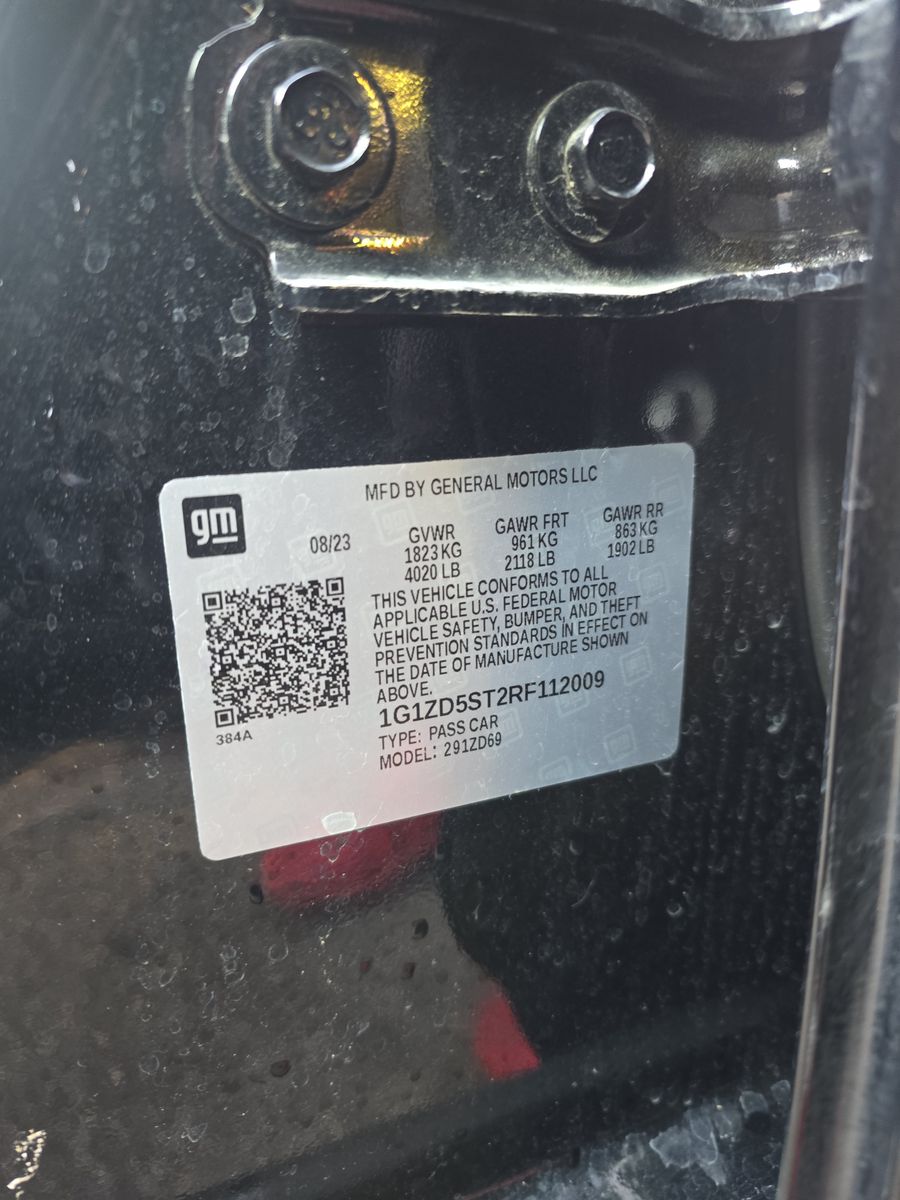 gm
MFD BY GENERAL MOTORS LLC
08/23
GVWR GAWR FRT GAWR RR
1823 KG 961 KG 863 KG
4020 LB 2118 LB 1902 LB
THIS VEHICLE CONFORMS TO ALL
APPLICABLE U.S. FEDERAL MOTOR
VEHICLE SAFETY, BUMPER, AND THEFT
PREVENTION STANDARDS IN EFFECT ON
THE DATE OF MANUFACTURE SHOWN
ABOVE.
1G1ZD5ST2RF112009
TYPE: PASS CAR
MODEL: 291ZD69
384A